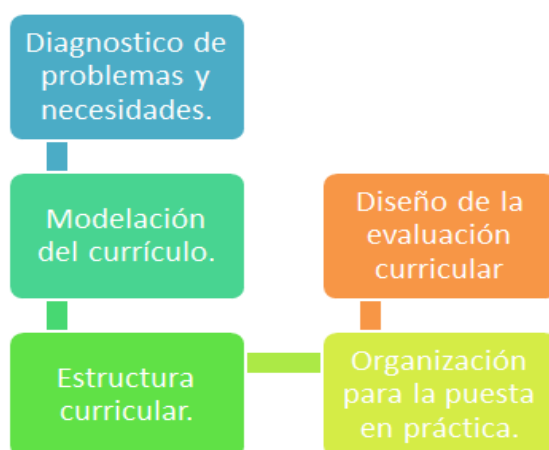 Diagnostico de
problemas y
necesidades.
Modelación
del currículo.
Estructura
curricular.
Organización
para la puesta
en práctica.
Diseño de la
evaluación
curricular